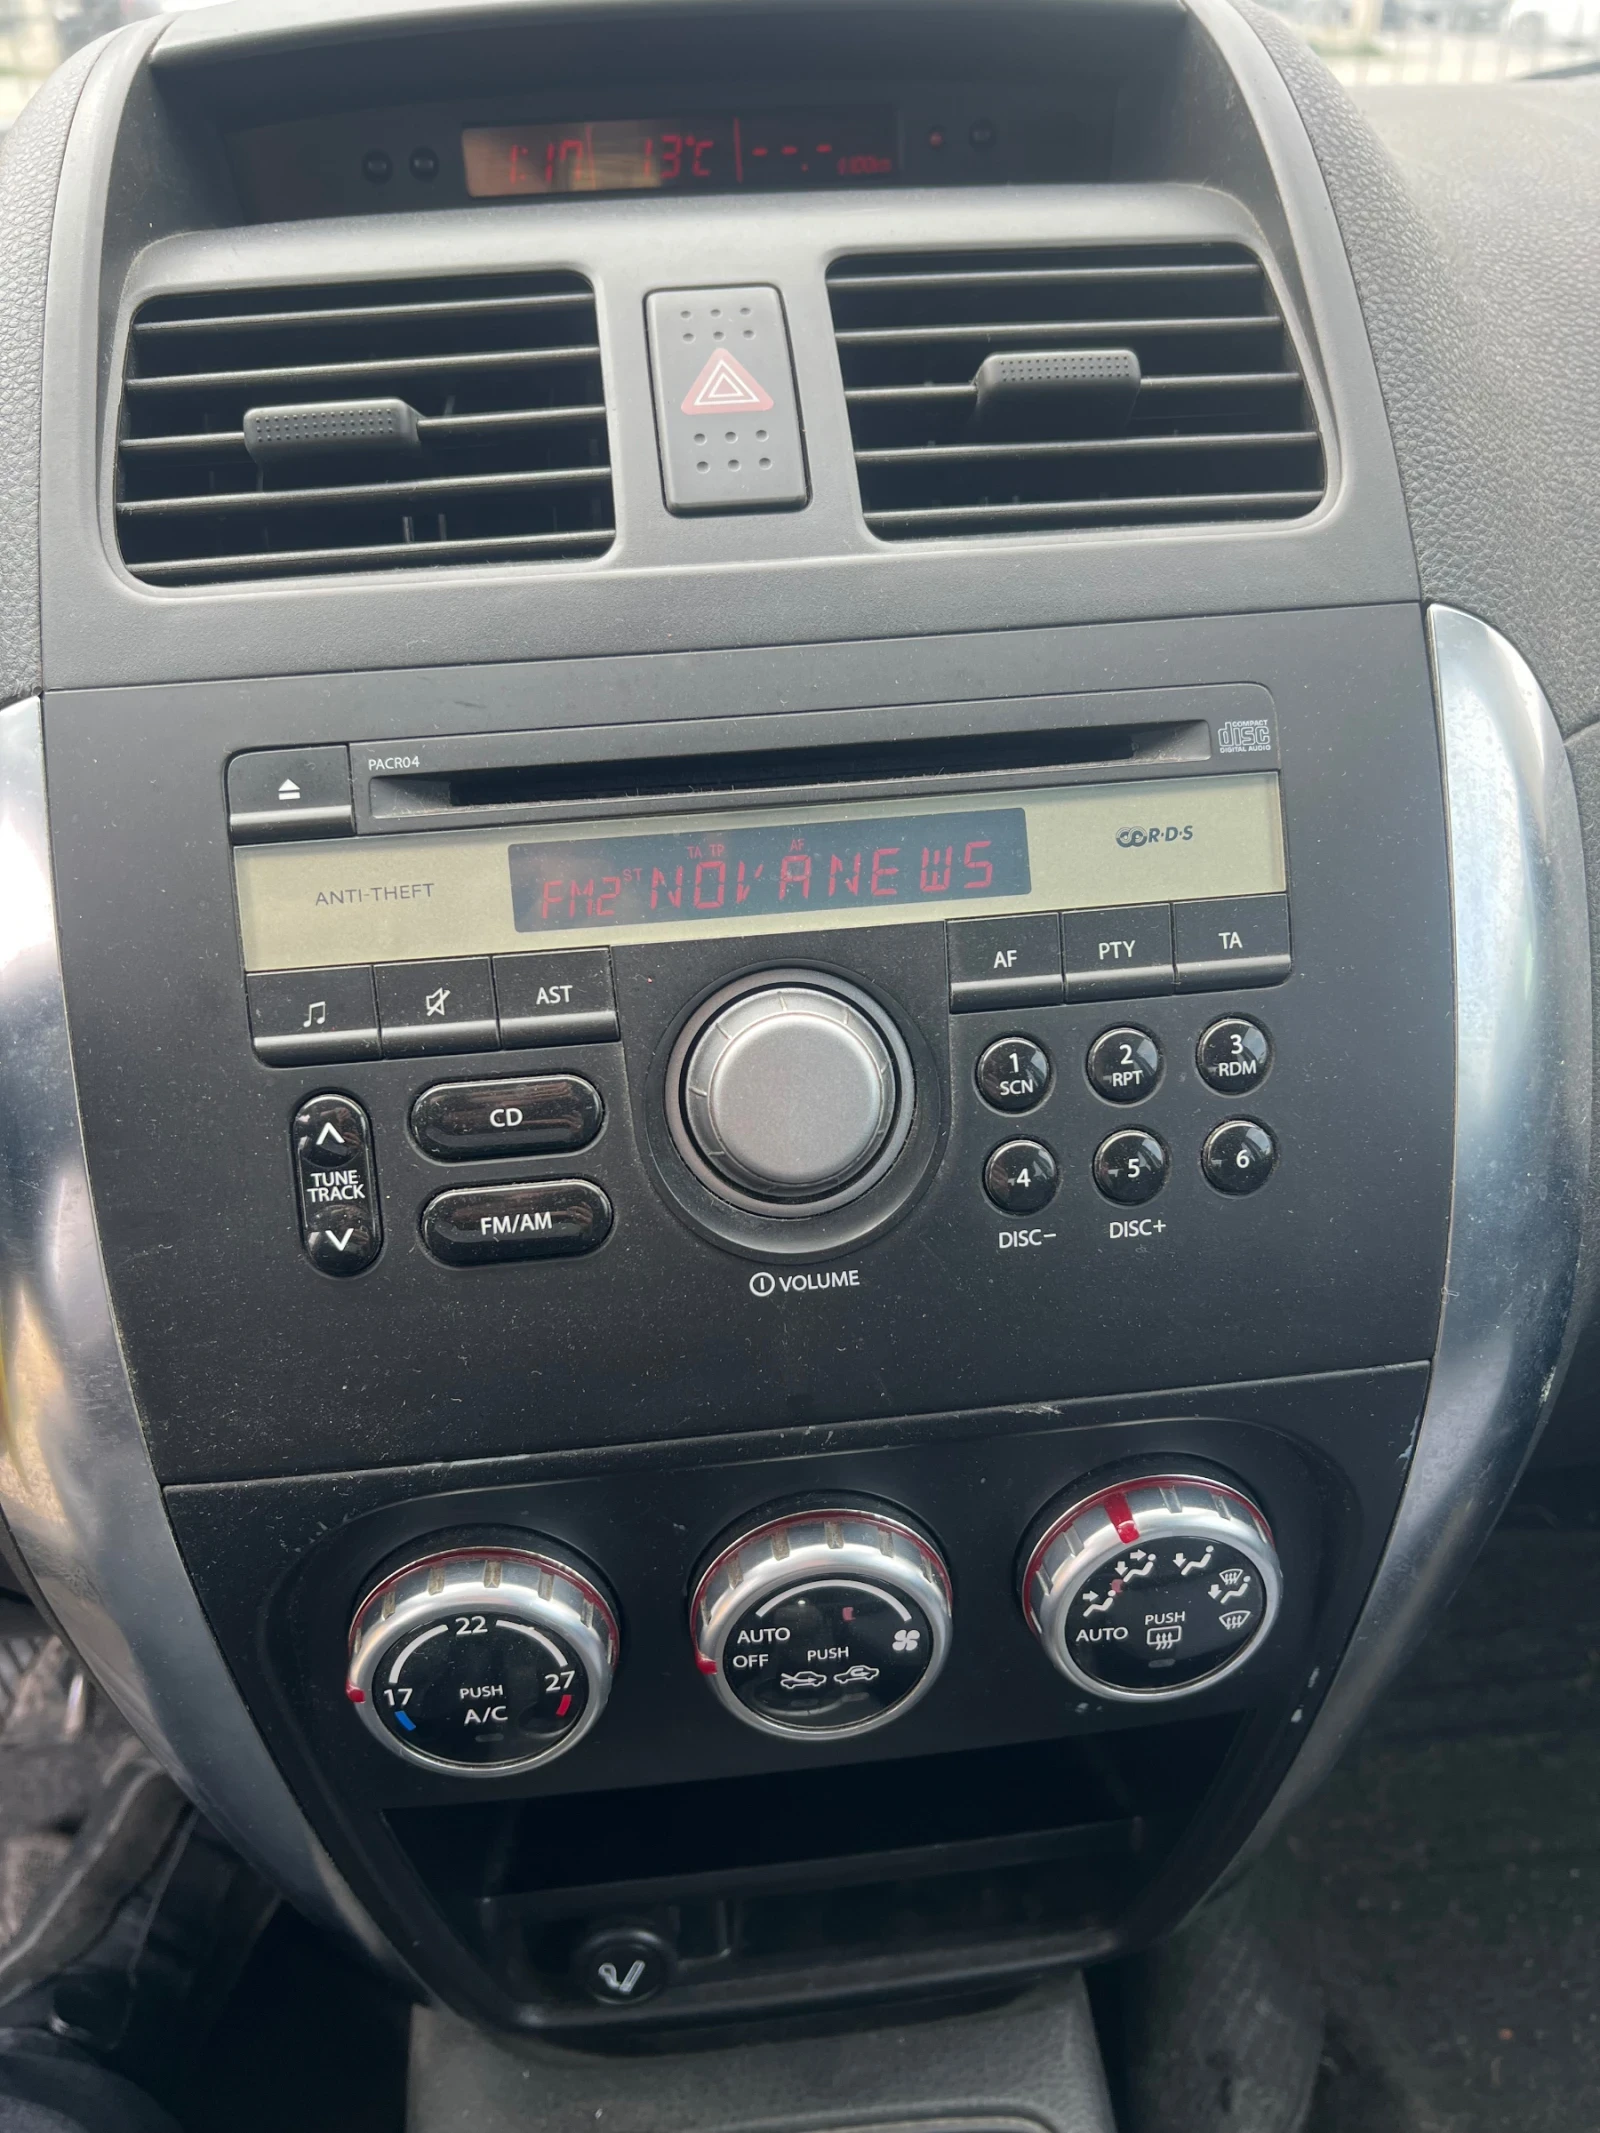 1:17 13°C --.- l/100km
PACR04
COMPACT
disc
DIGITAL AUDIO
ANTI-THEFT
TA TP AF
FM2 ST NOVANEWS
R·D·S
AST
AF PTY TA
1 SCN
2 RPT
3 RDM
CD
TUNE
TRACK
FM/AM
4 5 6
DISC− DISC+
VOLUME
22
17 27
PUSH
A/C
AUTO
OFF
PUSH
AUTO
PUSH